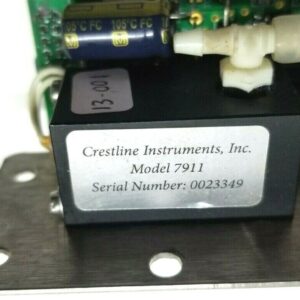 105°C FC 105°C FC
13-001
Crestline Instruments, Inc.
Model 7911
Serial Number: 0023349